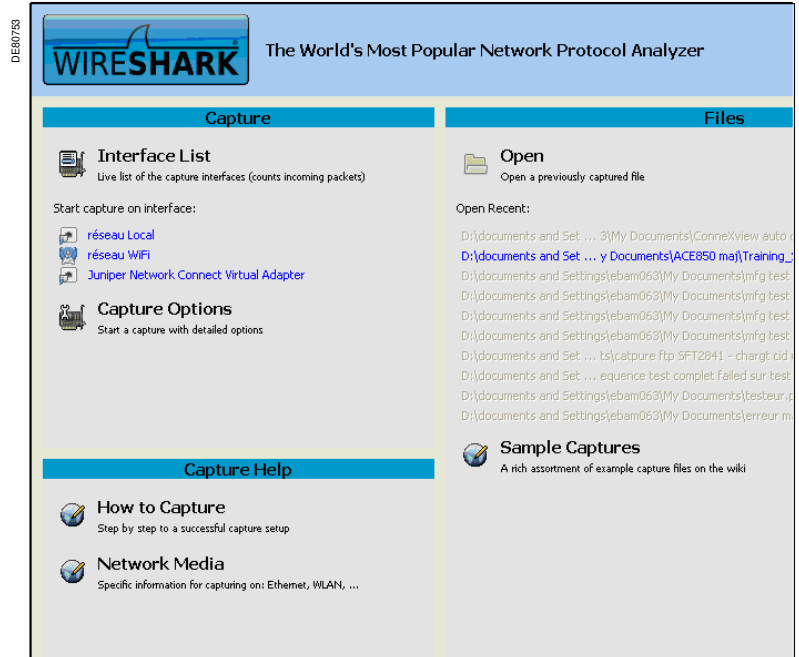 DE80753
WIRESHARK
The World's Most Popular Network Protocol Analyzer
Capture
Interface List
Live list of the capture interfaces (counts incoming packets)
Start capture on interface:
réseau Local
réseau WiFi
Juniper Network Connect Virtual Adapter
Capture Options
Start a capture with detailed options
Capture Help
How to Capture
Step by step to a successful capture setup
Network Media
Specific information for capturing on: Ethernet, WLAN, ...
Files
Open
Open a previously captured file
Open Recent:
D:\documents and Set ... 3\My Documents\ConneXview auto
D:\documents and Set ... y Documents\ACE850 maj\Training_
D:\documents and Settings\ebam063\My Documents\mfg test
D:\documents and Settings\ebam063\My Documents\mfg test
D:\documents and Settings\ebam063\My Documents\mfg test
D:\documents and Settings\ebam063\My Documents\mfg test
D:\documents and Set ... ts\catpure ftp SFT2841 - chargt cid
D:\documents and Set ... equence test complet failed sur test
D:\documents and Settings\ebam063\My Documents\testeur.p
D:\documents and Settings\ebam063\My Documents\erreur m
Sample Captures
A rich assortment of example capture files on the wiki